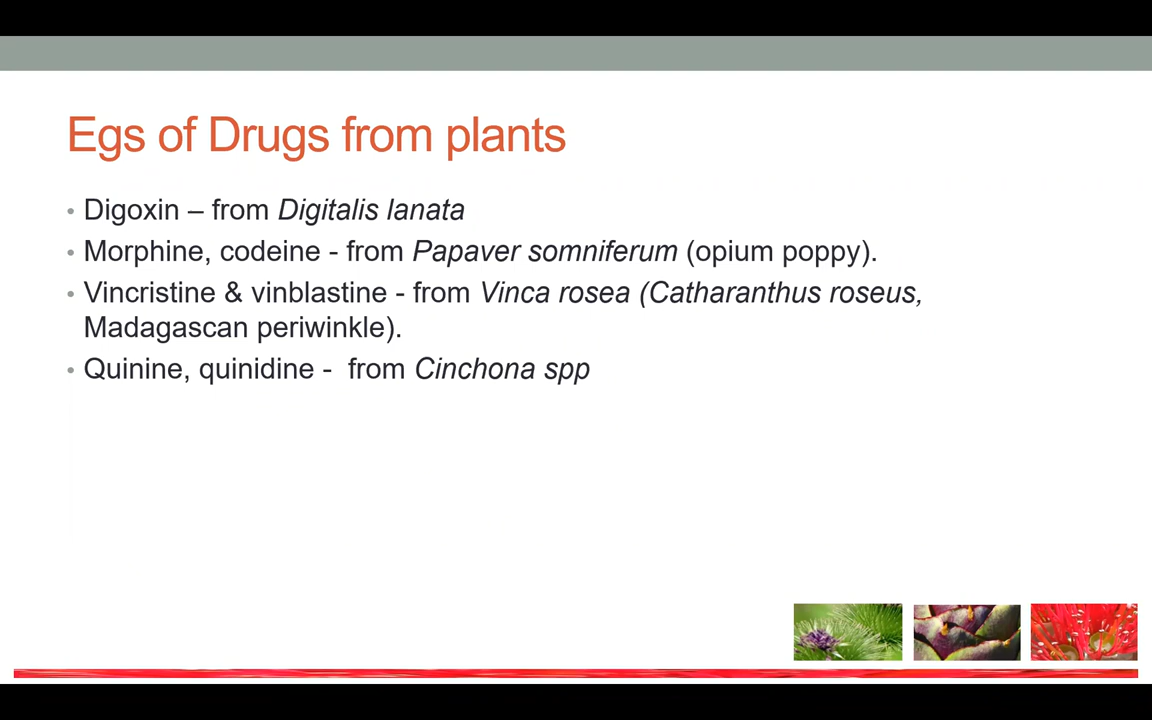 Egs of Drugs from plants
• Digoxin – from Digitalis lanata
• Morphine, codeine - from Papaver somniferum (opium poppy).
• Vincristine & vinblastine - from Vinca rosea (Catharanthus roseus,
Madagascan periwinkle).
• Quinine, quinidine -  from Cinchona spp